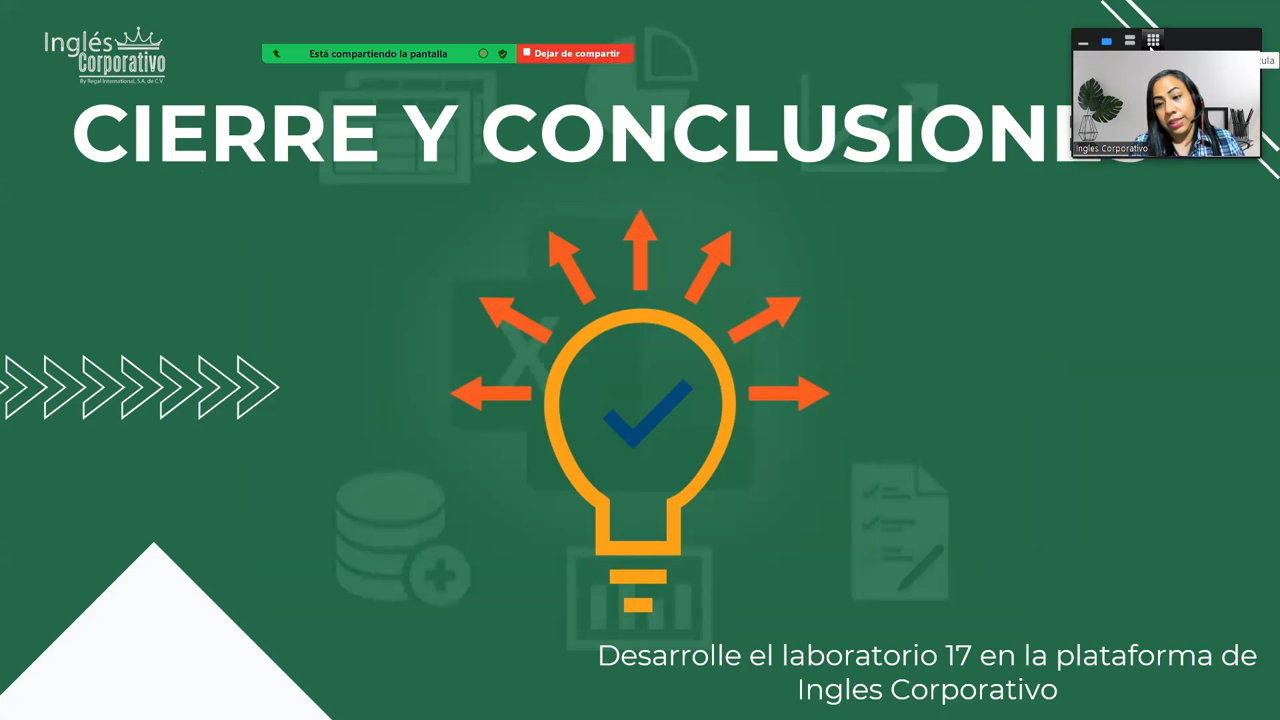 Inglés
Corporativo
By Regal International, S.A. de C.V.
Está compartiendo la pantalla
Dejar de compartir
CIERRE Y CONCLUSIONE
Ingles Corporativo
Desarrolle el laboratorio 17 en la plataforma de
Ingles Corporativo